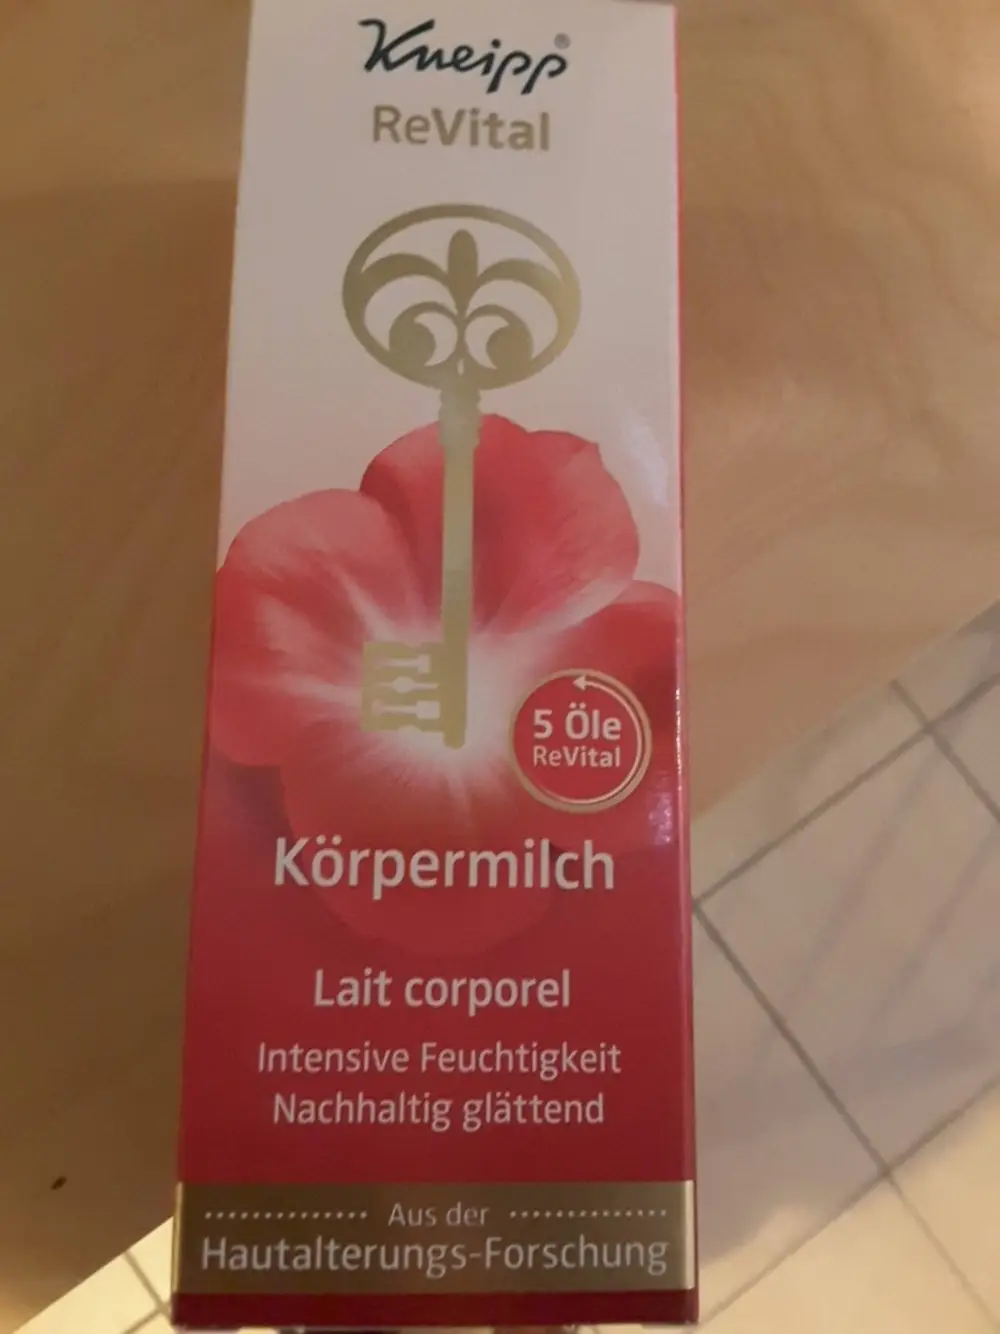 Kneipp®
ReVital
5 Öle
ReVital
Körpermilch
Lait corporel
Intensive Feuchtigkeit
Nachhaltig glättend
Aus der
Hautalterungs-Forschung